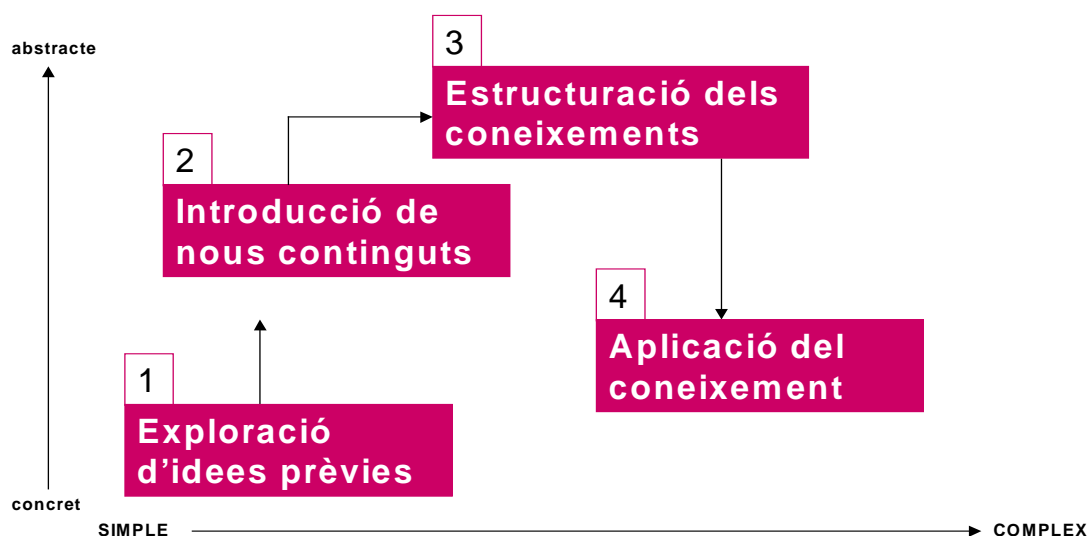 3
abstracte
Estructuració dels
coneixements
2
Introducció de
nous continguts
4
Aplicació del
coneixement
1
Exploració
d’idees prèvies
concret
SIMPLE
COMPLEX